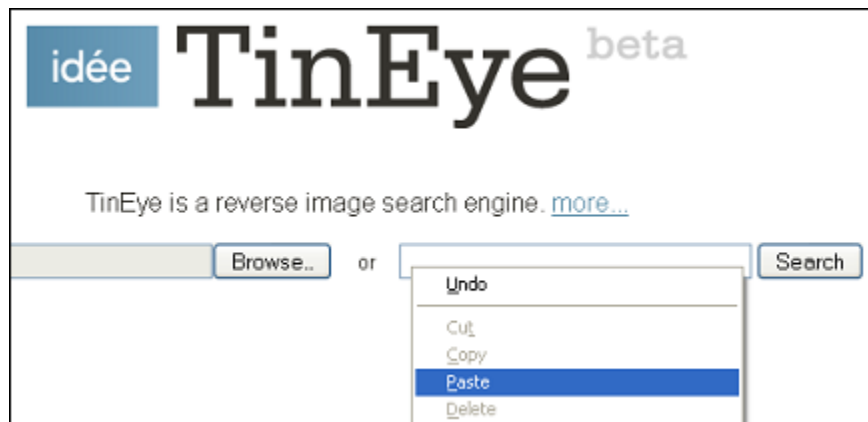 idée TinEye beta
TinEye is a reverse image search engine. more...
Browse.. or Search
Undo
Cut
Copy
Paste
Delete